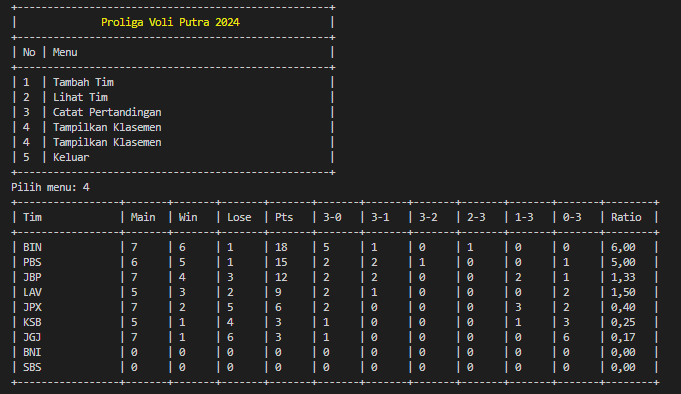 +----------------------------------------------------+
| Proliga Voli Putra 2024 |
+----------------------------------------------------+
| No | Menu |
+----------------------------------------------------+
| 1 | Tambah Tim |
| 2 | Lihat Tim |
| 3 | Catat Pertandingan |
| 4 | Tampilkan Klasemen |
| 4 | Tampilkan Klasemen |
| 5 | Keluar |
+----------------------------------------------------+
Pilih menu: 4
+-----------------+-------+-------+-------+-------+-------+-------+-------+-------+-------+-------+--------+
| Tim | Main | Win | Lose | Pts | 3-0 | 3-1 | 3-2 | 2-3 | 1-3 | 0-3 | Ratio |
+-----------------+-------+-------+-------+-------+-------+-------+-------+-------+-------+-------+--------+
| BIN | 7 | 6 | 1 | 18 | 5 | 1 | 0 | 1 | 0 | 0 | 6,00 |
| PBS | 6 | 5 | 1 | 15 | 2 | 2 | 1 | 0 | 0 | 1 | 5,00 |
| JBP | 7 | 4 | 3 | 12 | 2 | 2 | 0 | 0 | 2 | 1 | 1,33 |
| LAV | 5 | 3 | 2 | 9 | 2 | 1 | 0 | 0 | 0 | 2 | 1,50 |
| JPX | 7 | 2 | 5 | 6 | 2 | 0 | 0 | 0 | 3 | 2 | 0,40 |
| KSB | 5 | 1 | 4 | 3 | 1 | 0 | 0 | 0 | 1 | 3 | 0,25 |
| JGJ | 7 | 1 | 6 | 3 | 1 | 0 | 0 | 0 | 0 | 6 | 0,17 |
| BNI | 0 | 0 | 0 | 0 | 0 | 0 | 0 | 0 | 0 | 0 | 0,00 |
| SBS | 0 | 0 | 0 | 0 | 0 | 0 | 0 | 0 | 0 | 0 | 0,00 |
+-----------------+-------+-------+-------+-------+-------+-------+-------+-------+-------+-------+--------+